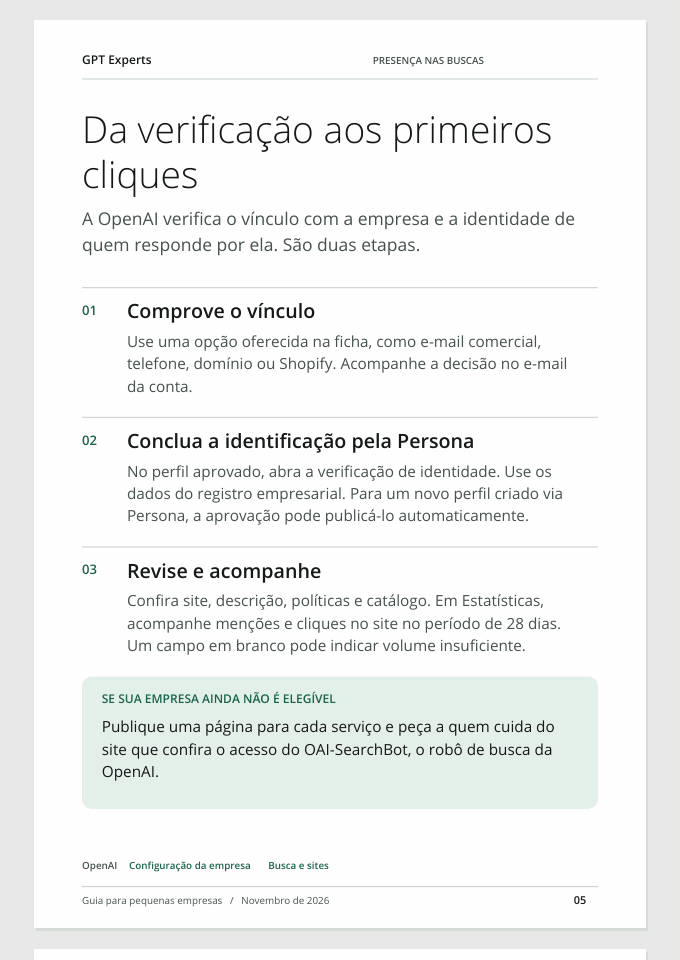 GPT Experts
PRESENÇA NAS BUSCAS
Da verificação aos primeiros
cliques
A OpenAI verifica o vínculo com a empresa e a identidade de
quem responde por ela. São duas etapas.
01
Comprove o vínculo
Use uma opção oferecida na ficha, como e-mail comercial,
telefone, domínio ou Shopify. Acompanhe a decisão no e-mail
da conta.
02
Conclua a identificação pela Persona
No perfil aprovado, abra a verificação de identidade. Use os
dados do registro empresarial. Para um novo perfil criado via
Persona, a aprovação pode publicá-lo automaticamente.
03
Revise e acompanhe
Confira site, descrição, políticas e catálogo. Em Estatísticas,
acompanhe menções e cliques no site no período de 28 dias.
Um campo em branco pode indicar volume insuficiente.
SE SUA EMPRESA AINDA NÃO É ELEGÍVEL
Publique uma página para cada serviço e peça a quem cuida do
site que confira o acesso do OAI-SearchBot, o robô de busca da
OpenAI.
OpenAI Configuração da empresa Busca e sites
Guia para pequenas empresas / Novembro de 2026
05